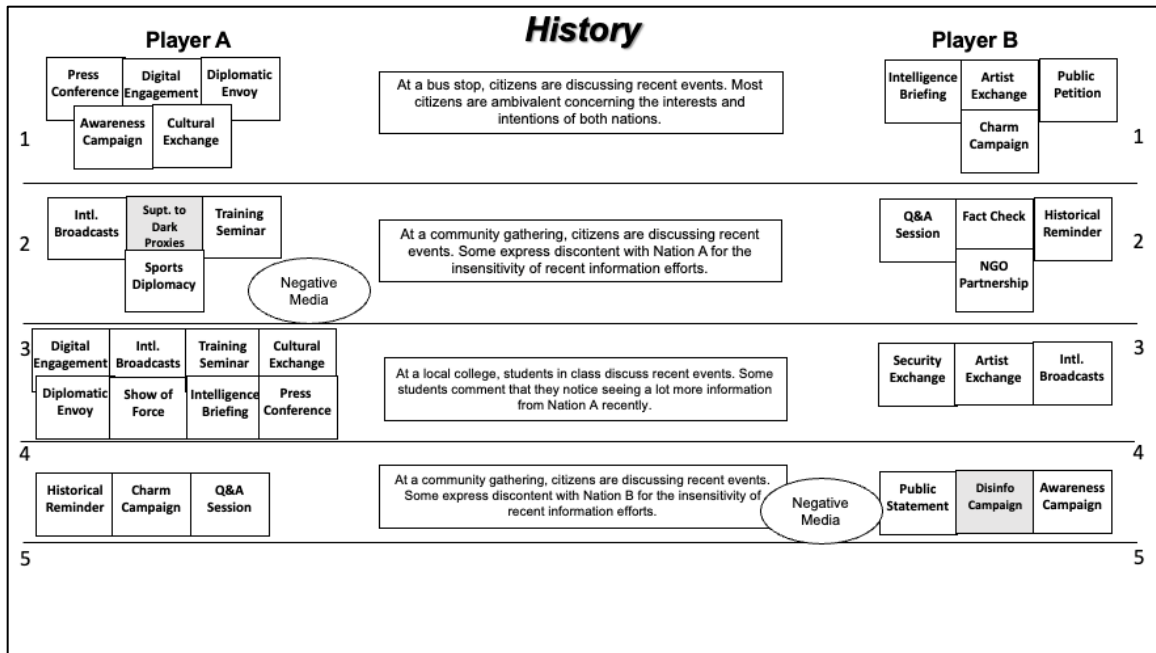 History
Player A
Player B
Press
Conference
Digital
Engagement
Diplomatic
Envoy
Awareness
Campaign
Cultural
Exchange
1
At a bus stop, citizens are discussing recent events. Most
citizens are ambivalent concerning the interests and
intentions of both nations.
Intelligence
Briefing
Artist
Exchange
Public
Petition
Charm
Campaign
1
2
Intl.
Broadcasts
Supt. to
Dark
Proxies
Training
Seminar
Sports
Diplomacy
Negative
Media
At a community gathering, citizens are discussing recent
events. Some express discontent with Nation A for the
insensitivity of recent information efforts.
Q&A
Session
Fact Check
Historical
Reminder
NGO
Partnership
2
3
Digital
Engagement
Intl.
Broadcasts
Training
Seminar
Cultural
Exchange
Diplomatic
Envoy
Show of
Force
Intelligence
Briefing
Press
Conference
At a local college, students in class discuss recent events. Some
students comment that they notice seeing a lot more information
from Nation A recently.
Security
Exchange
Artist
Exchange
Intl.
Broadcasts
3
4
Historical
Reminder
Charm
Campaign
Q&A
Session
At a community gathering, citizens are discussing recent events.
Some express discontent with Nation B for the insensitivity of
recent information efforts.
Negative
Media
Public
Statement
Disinfo
Campaign
Awareness
Campaign
4
5
5